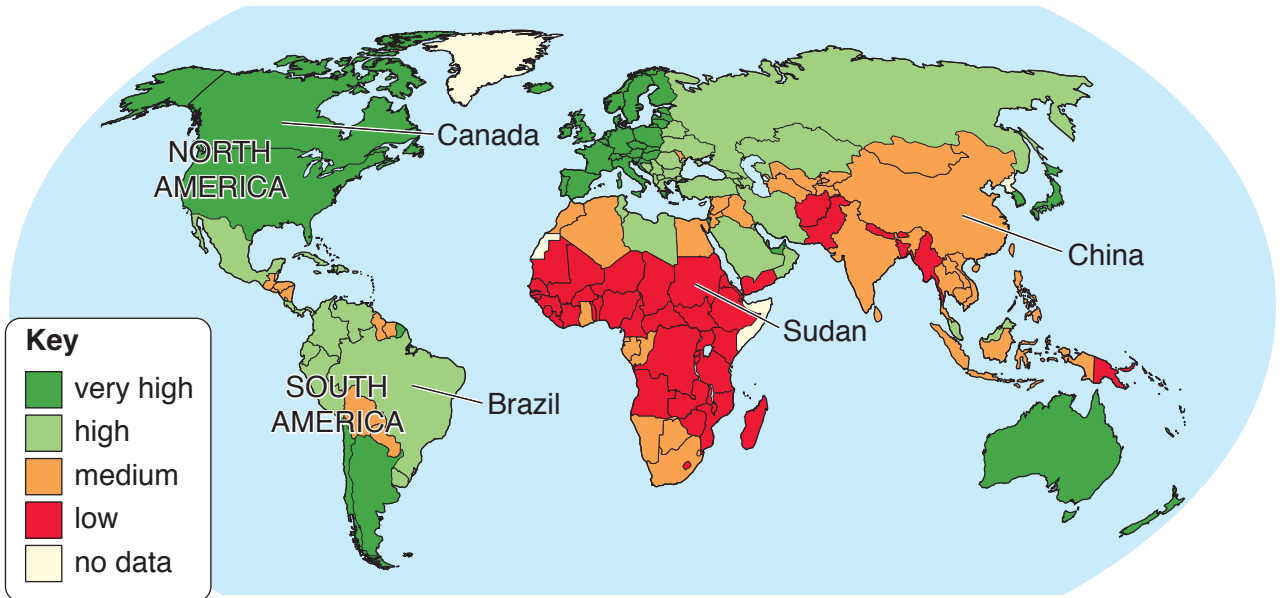 Canada
NORTH
AMERICA
China
Sudan
SOUTH
AMERICA
Brazil
Key
very high
high
medium
low
no data